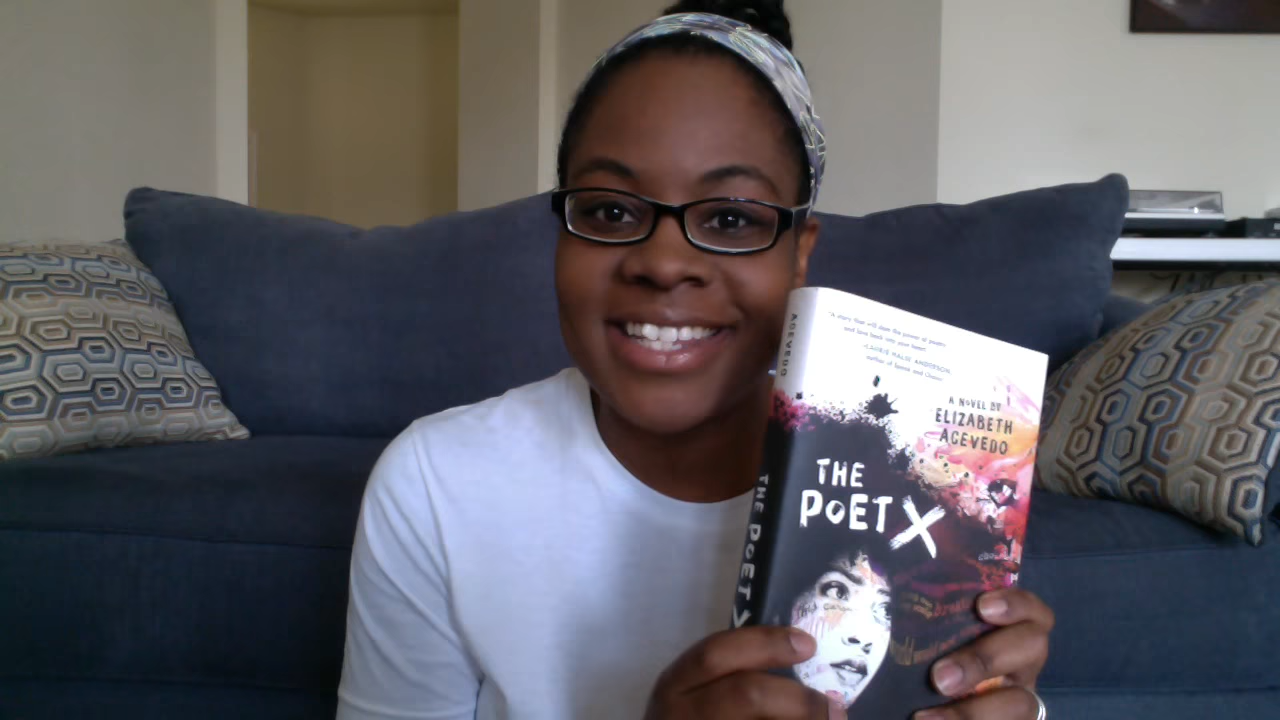 "A story that will slam the power of poetry
and love back into your heart."
-LAURIE HALSE ANDERSON,
author of Speak and Chains
A NOVEL BY
ELIZABETH
ACEVEDO
THE
POET X
ACEVEDO
THE POET X